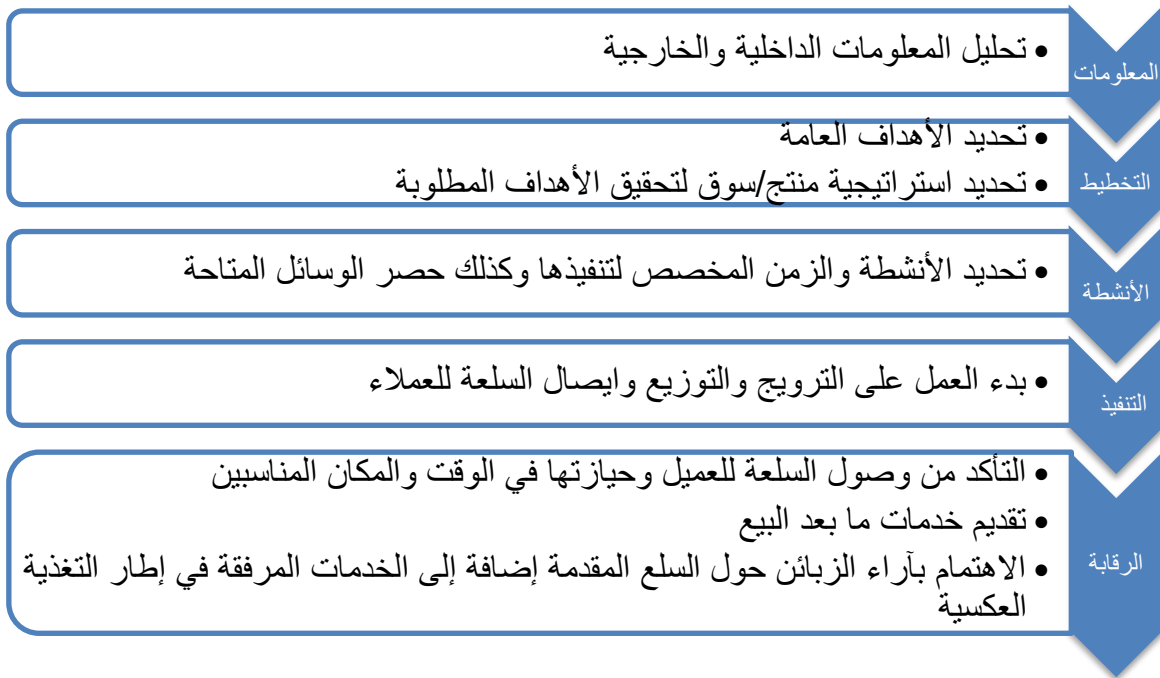 المعلومات
• تحليل المعلومات الداخلية والخارجية
التخطيط
• تحديد الأهداف العامة
• تحديد استراتيجية منتج/سوق لتحقيق الأهداف المطلوبة
الأنشطة
• تحديد الأنشطة والزمن المخصص لتنفيذها وكذلك حصر الوسائل المتاحة
التنفيذ
• بدء العمل على الترويج والتوزيع وايصال السلعة للعملاء
الرقابة
• التأكد من وصول السلعة للعميل وحيازتها في الوقت والمكان المناسبين
• تقديم خدمات ما بعد البيع
• الاهتمام بآراء الزبائن حول السلع المقدمة إضافة إلى الخدمات المرفقة في إطار التغذية
العكسية